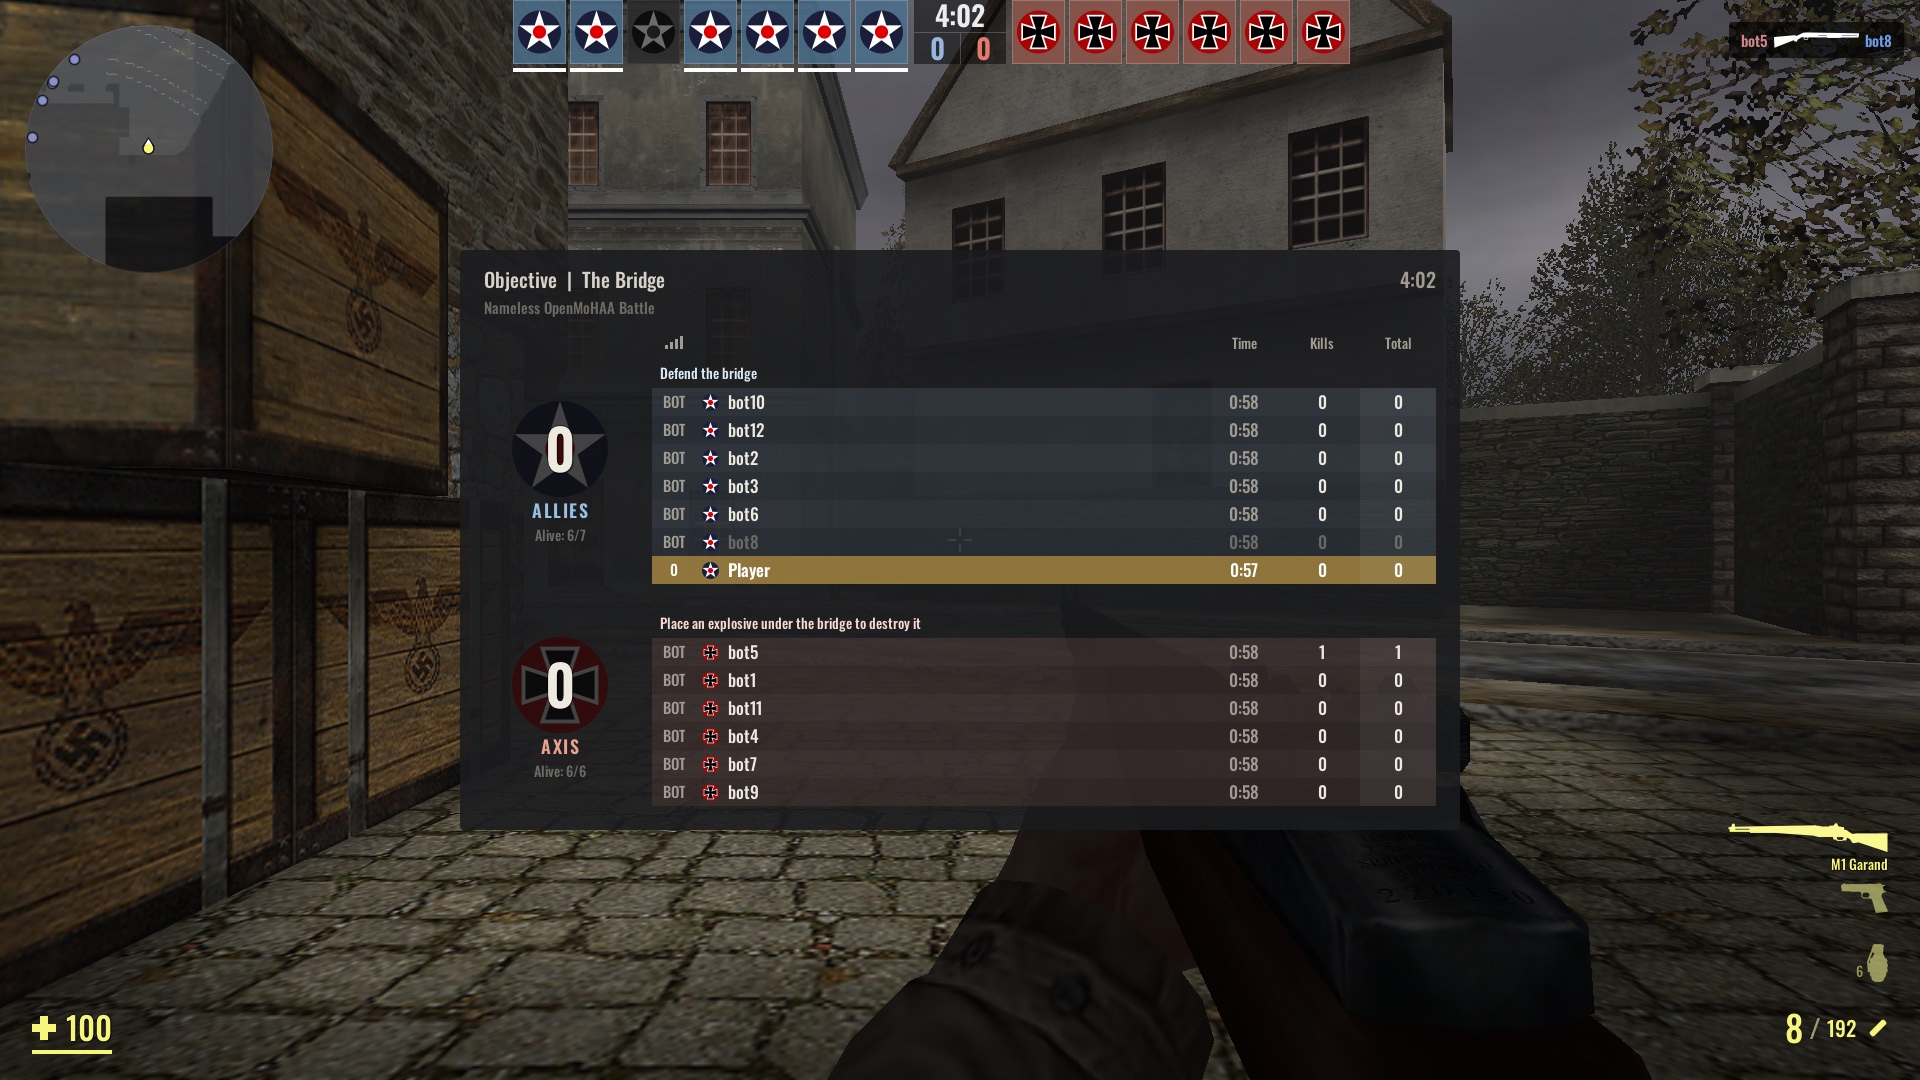 4:02
0 0
bot5 bot8
Objective | The Bridge 4:02
Nameless OpenMoHAA Battle
Time Kills Total
Defend the bridge
BOT bot10 0:58 0 0
BOT bot12 0:58 0 0
BOT bot2 0:58 0 0
BOT bot3 0:58 0 0
BOT bot6 0:58 0 0
BOT bot8 0:58 0 0
0 Player 0:57 0 0
0
ALLIES
Alive: 6/7
Place an explosive under the bridge to destroy it
BOT bot5 0:58 1 1
BOT bot1 0:58 0 0
BOT bot11 0:58 0 0
BOT bot4 0:58 0 0
BOT bot7 0:58 0 0
BOT bot9 0:58 0 0
0
AXIS
Alive: 6/6
M1 Garand
6
100
8 / 192